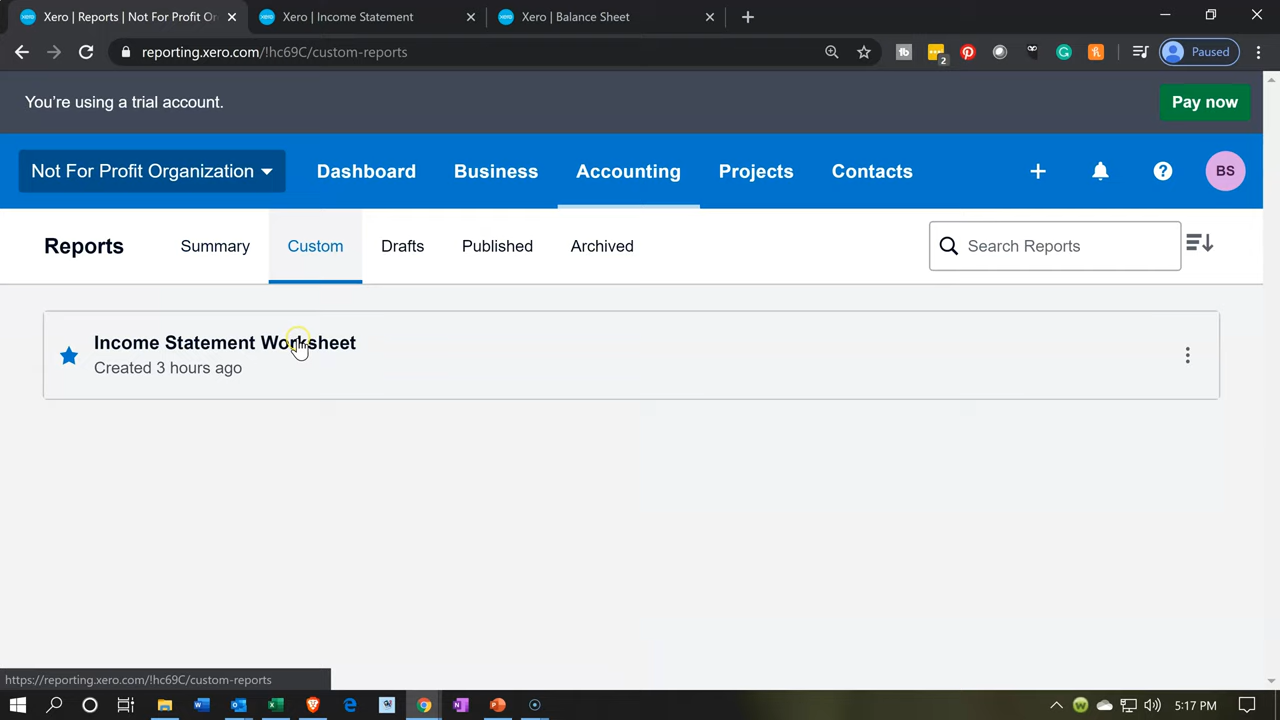 Xero | Reports | Not For Profit Or
Xero | Income Statement
Xero | Balance Sheet
reporting.xero.com/!hc69C/custom-reports
2
Paused
You're using a trial account.
Pay now
Not For Profit Organization
Dashboard
Business
Accounting
Projects
Contacts
BS
Reports
Summary
Custom
Drafts
Published
Archived
Search Reports
Income Statement Worksheet
Created 3 hours ago
https://reporting.xero.com/!hc69C/custom-reports
5:17 PM